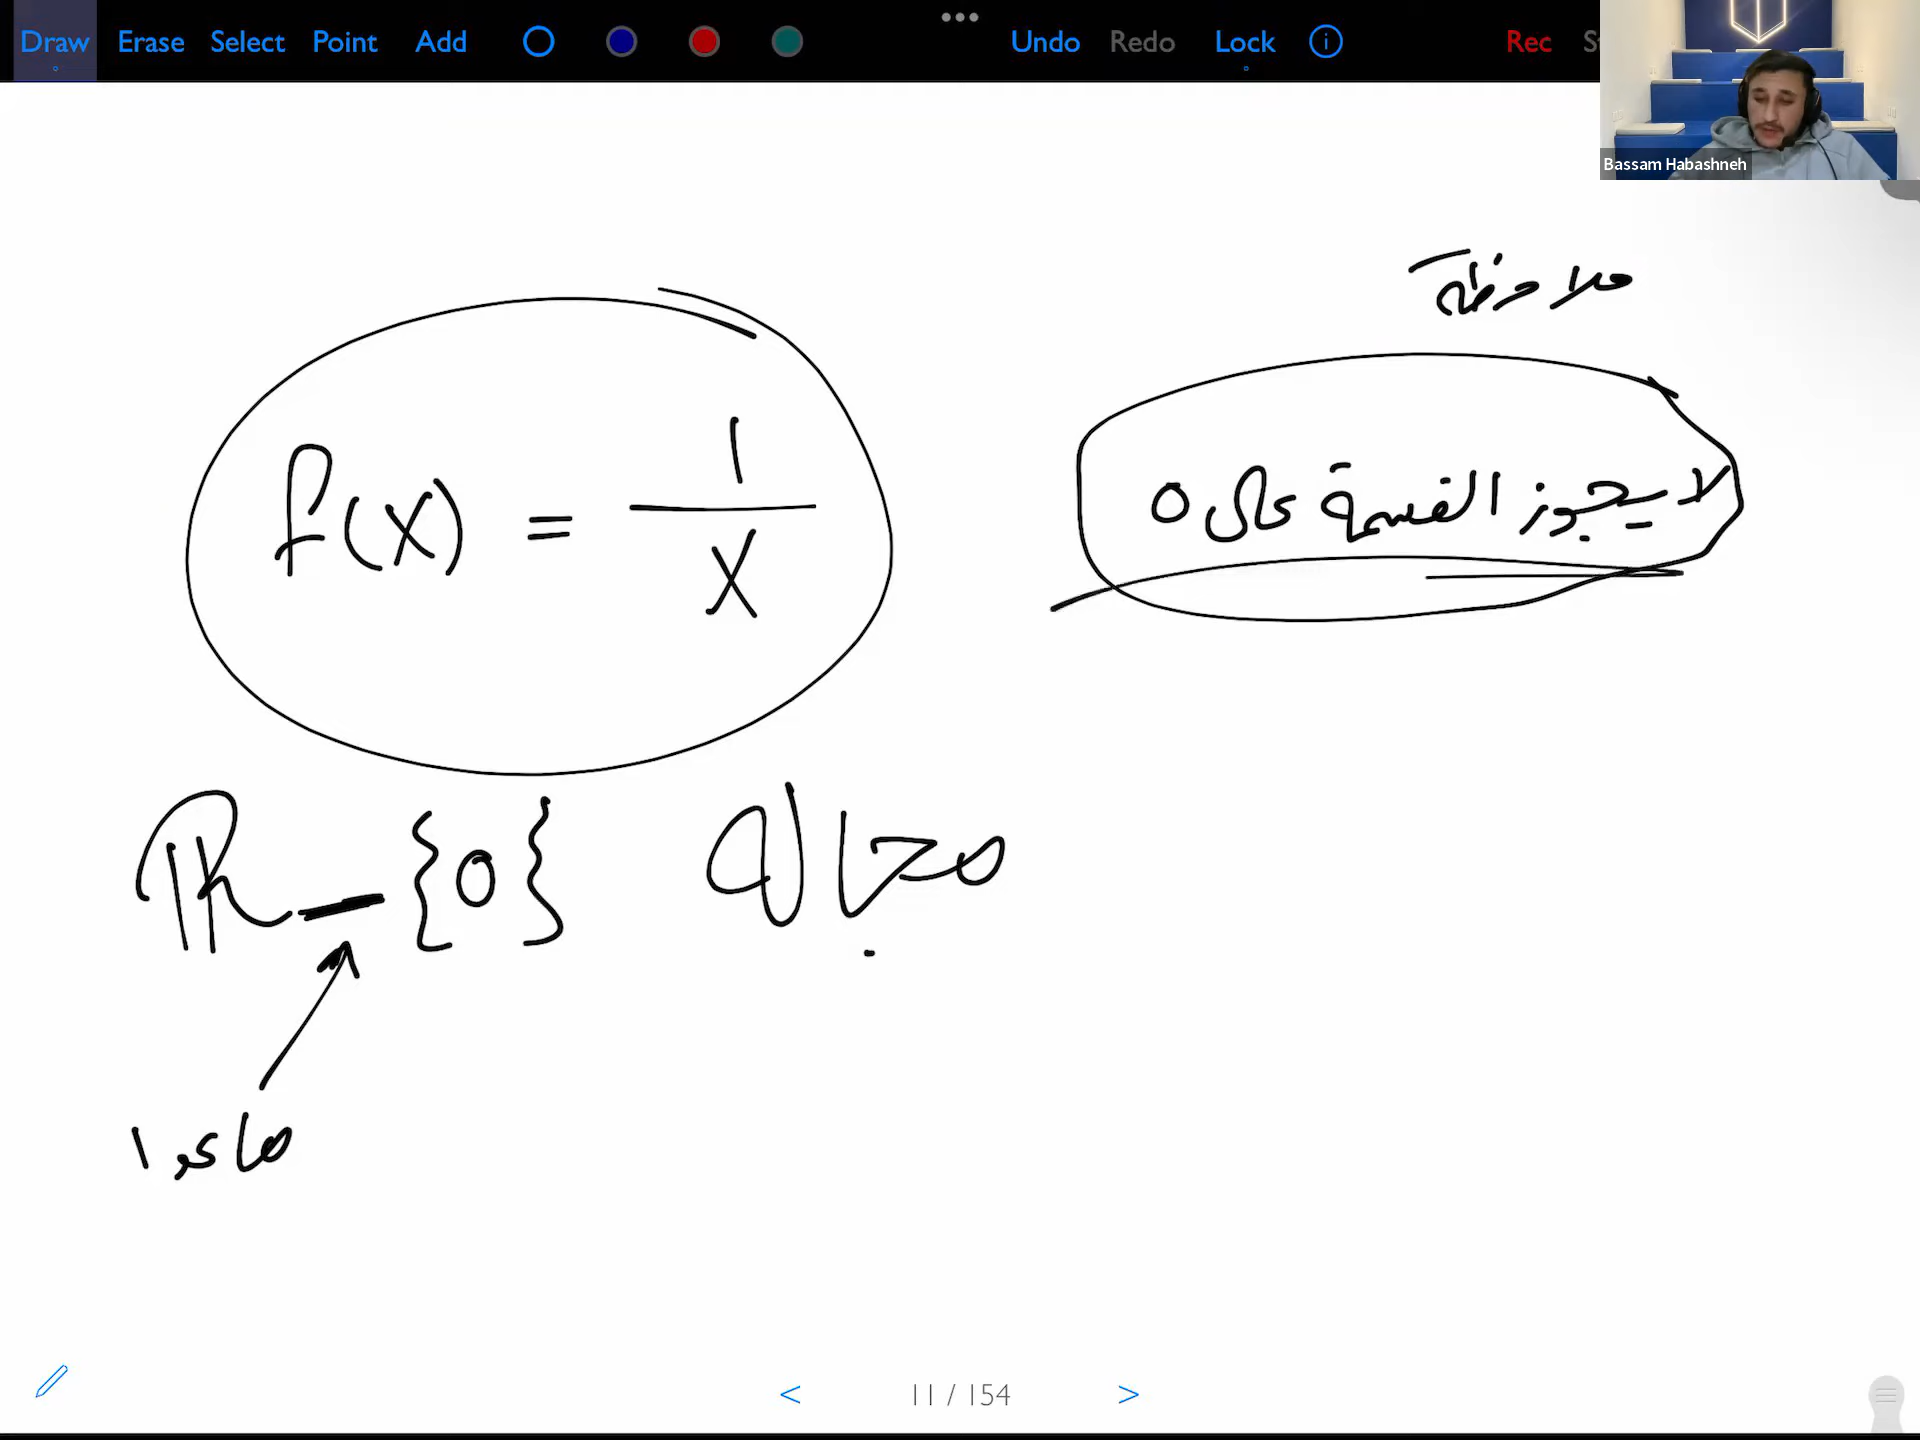 Draw Erase Select Point Add Undo Redo Lock Rec St
Bassam Habashneh
ملاحظة
لا يجوز القسمة على 0
f(x) = 1/x
مجاله R - {0}
ماعدا
< 11 / 154 >